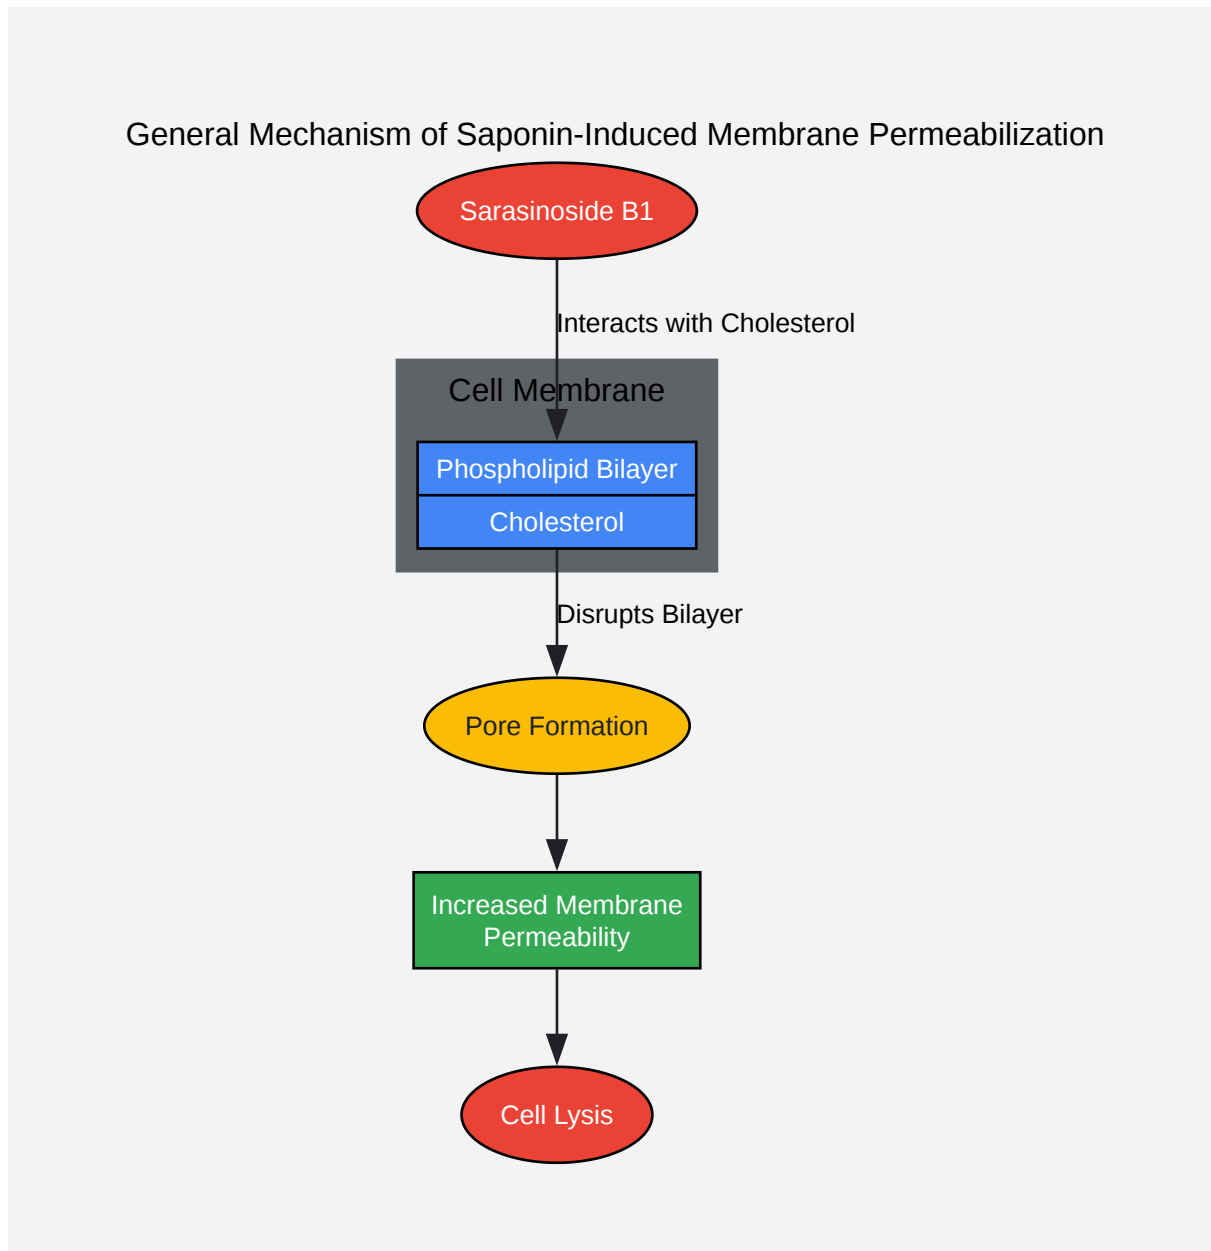 General Mechanism of Saponin-Induced Membrane Permeabilization
Sarasinoside B1
Interacts with Cholesterol
Cell Membrane
Phospholipid Bilayer
Cholesterol
Disrupts Bilayer
Pore Formation
Increased Membrane
Permeability
Cell Lysis